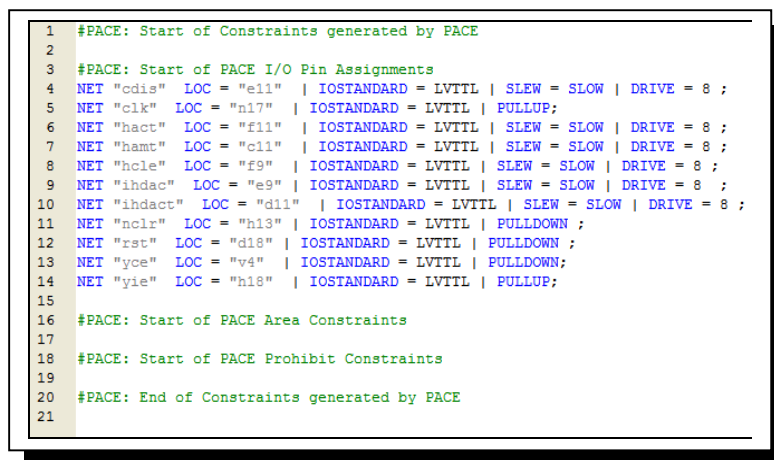 1 #PACE: Start of Constraints generated by PACE
2
3 #PACE: Start of PACE I/O Pin Assignments
4 NET "cdis" LOC = "e11" | IOSTANDARD = LVTTL | SLEW = SLOW | DRIVE = 8 ;
5 NET "clk" LOC = "n17" | IOSTANDARD = LVTTL | PULLUP;
6 NET "hact" LOC = "f11" | IOSTANDARD = LVTTL | SLEW = SLOW | DRIVE = 8 ;
7 NET "hamt" LOC = "c11" | IOSTANDARD = LVTTL | SLEW = SLOW | DRIVE = 8 ;
8 NET "hcle" LOC = "f9" | IOSTANDARD = LVTTL | SLEW = SLOW | DRIVE = 8 ;
9 NET "ihdac" LOC = "e9" | IOSTANDARD = LVTTL | SLEW = SLOW | DRIVE = 8 ;
10 NET "ihdact" LOC = "d11" | IOSTANDARD = LVTTL | SLEW = SLOW | DRIVE = 8 ;
11 NET "nclr" LOC = "h13" | IOSTANDARD = LVTTL | PULLDOWN ;
12 NET "rst" LOC = "d18" | IOSTANDARD = LVTTL | PULLDOWN ;
13 NET "yce" LOC = "v4" | IOSTANDARD = LVTTL | PULLDOWN;
14 NET "yie" LOC = "h18" | IOSTANDARD = LVTTL | PULLUP;
15
16 #PACE: Start of PACE Area Constraints
17
18 #PACE: Start of PACE Prohibit Constraints
19
20 #PACE: End of Constraints generated by PACE
21